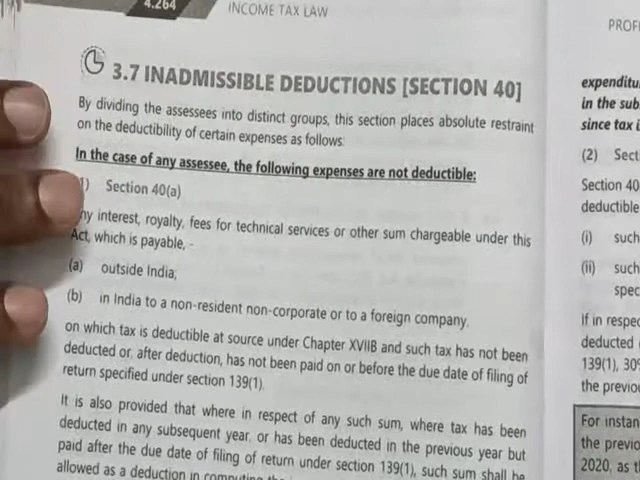 4.264
INCOME TAX LAW
3.7 INADMISSIBLE DEDUCTIONS [SECTION 40]
By dividing the assessees into distinct groups, this section places absolute restraint
on the deductibility of certain expenses as follows:
In the case of any assessee, the following expenses are not deductible:
) Section 40(a)
ny interest, royalty, fees for technical services or other sum chargeable under this
Act, which is payable, -
(a) outside India;
(b) in India to a non-resident non-corporate or to a foreign company.
on which tax is deductible at source under Chapter XVIIB and such tax has not been
deducted or, after deduction, has not been paid on or before the due date of filing of
return specified under section 139(1).
It is also provided that where in respect of any such sum, where tax has been
deducted in any subsequent year, or has been deducted in the previous year but
paid after the due date of filing of return under section 139(1), such sum shall be
allowed as a deduction in computing the
PROF
expenditu
in the sub
since tax i
(2) Sect
Section 40
deductible
(i) such
(ii) such
spec
If in respec
deducted
139(1), 30%
the previou
For instan
the previo
2020, as t